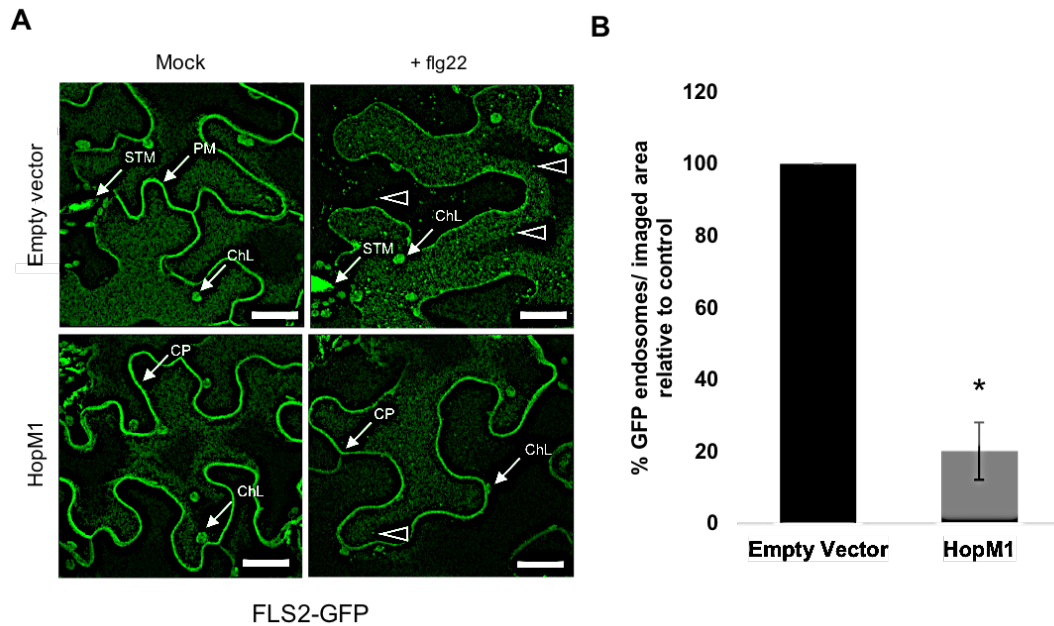 A
Mock
+ flg22
Empty vector
STM
PM
ChL
ChL
STM
HopM1
CP
ChL
CP
ChL
FLS2-GFP
B
% GFP endosomes/ imaged area
relative to control
120
100
80
60
40
20
0
*
Empty Vector
HopM1